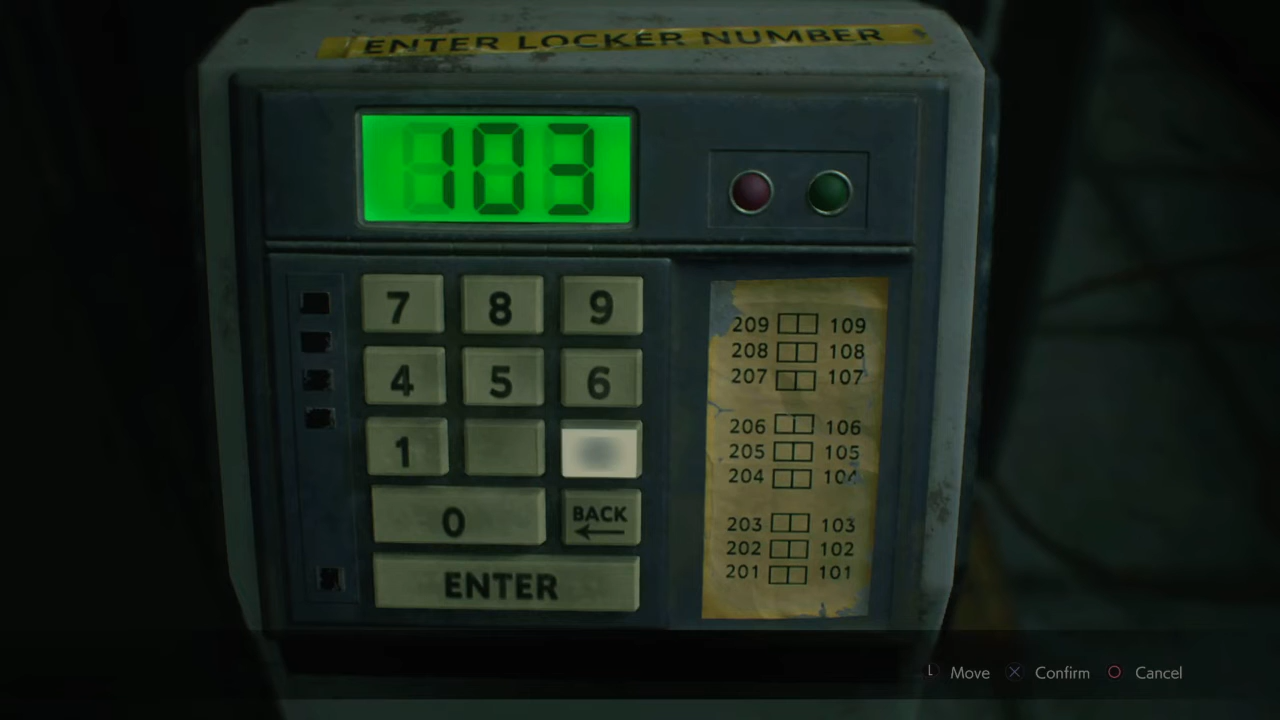 ENTER LOCKER NUMBER
103
7 8 9
4 5 6
1
0 BACK
ENTER
209 109
208 108
207 107
206 106
205 105
204 104
203 103
202 102
201 101
L Move Confirm Cancel